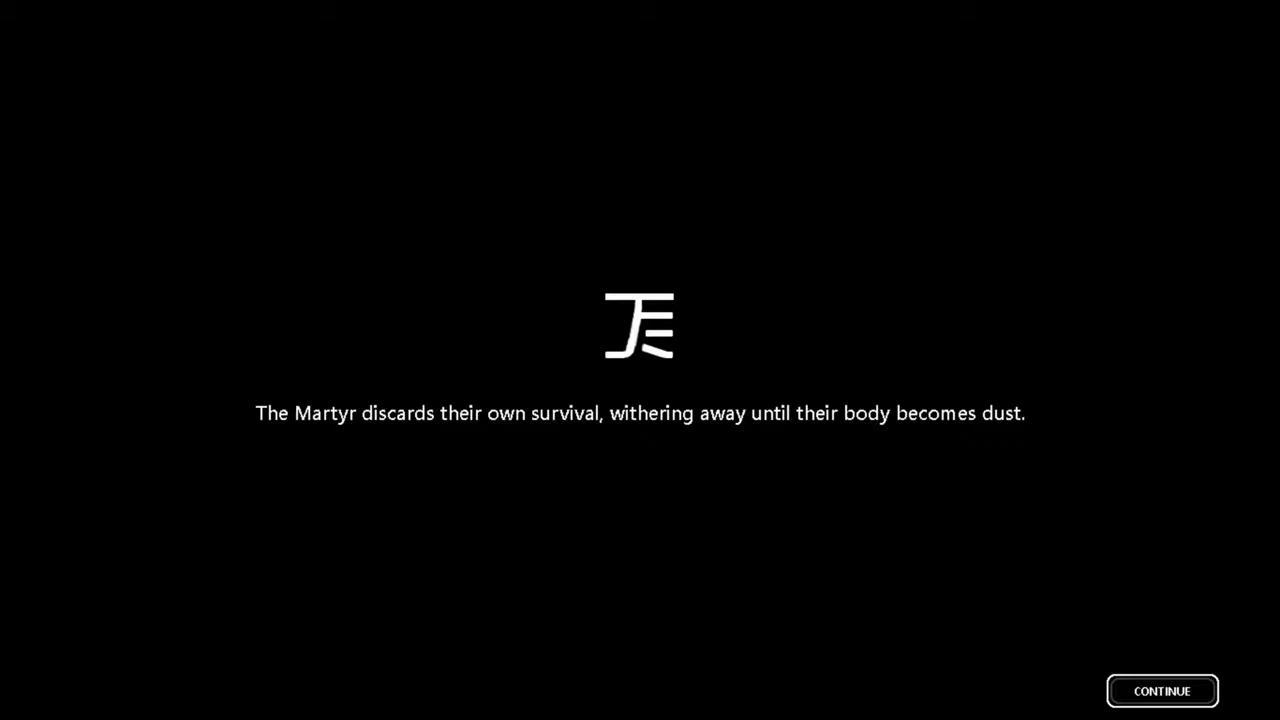 The Martyr discards their own survival, withering away until their body becomes dust.
CONTINUE